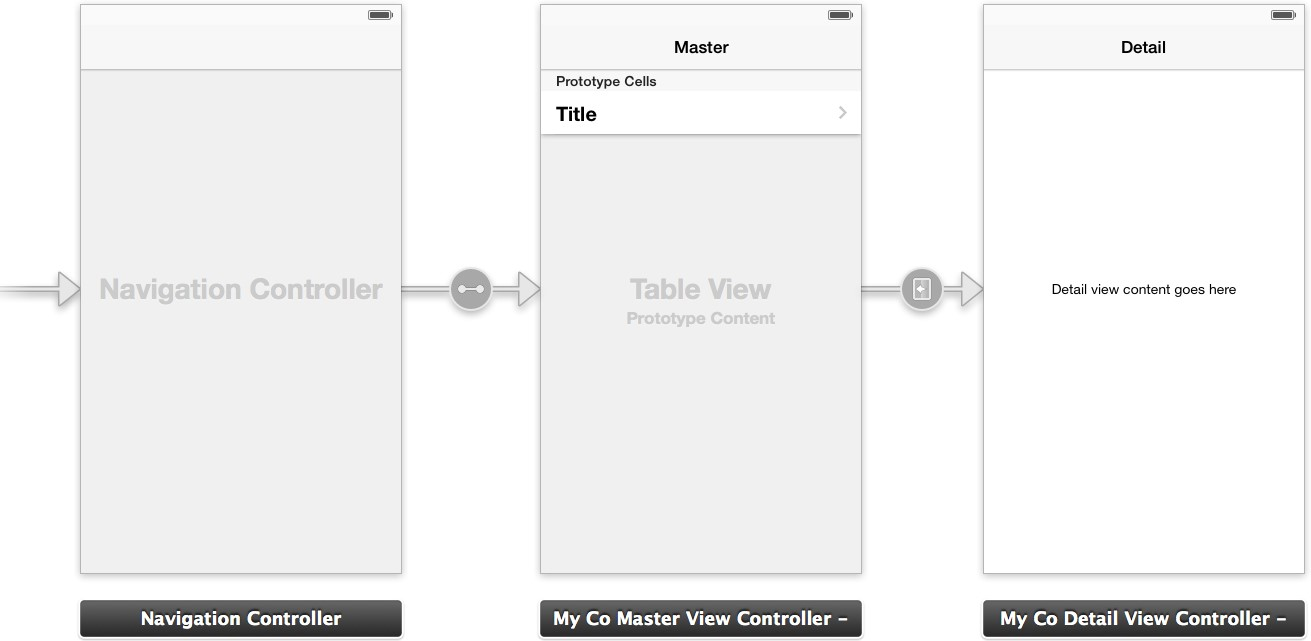 Navigation Controller
Navigation Controller
Master
Prototype Cells
Title
Table View
Prototype Content
My Co Master View Controller –
Detail
Detail view content goes here
My Co Detail View Controller –